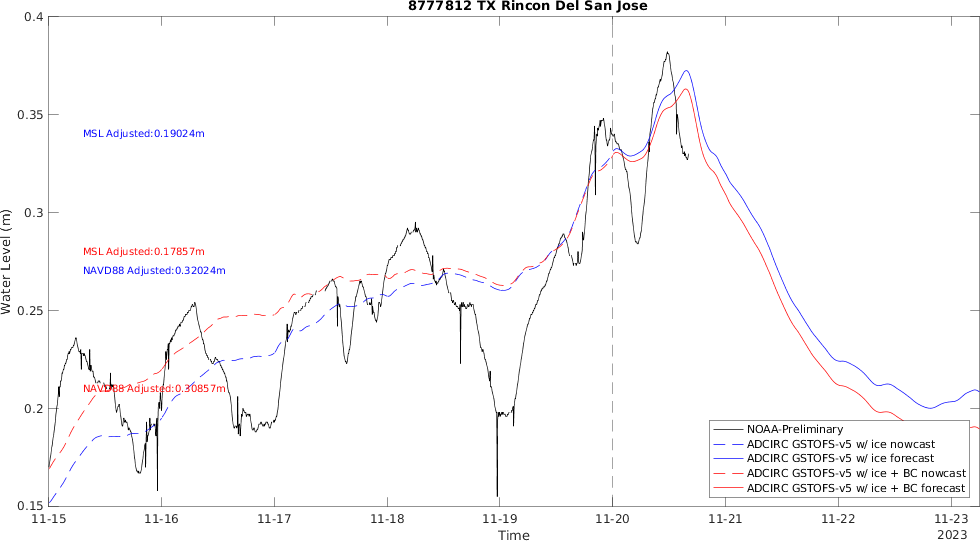 8777812 TX Rincon Del San Jose
0.4
0.35
0.3
0.25
0.2
0.15
Water Level (m)
MSL Adjusted:0.19024m
MSL Adjusted:0.17857m
NAVD88 Adjusted:0.32024m
NAVD88 Adjusted:0.30857m
NOAA-Preliminary
ADCIRC GSTOFS-v5 w/ ice nowcast
ADCIRC GSTOFS-v5 w/ ice forecast
ADCIRC GSTOFS-v5 w/ ice + BC nowcast
ADCIRC GSTOFS-v5 w/ ice + BC forecast
11-15 11-16 11-17 11-18 11-19 11-20 11-21 11-22 11-23
Time
2023